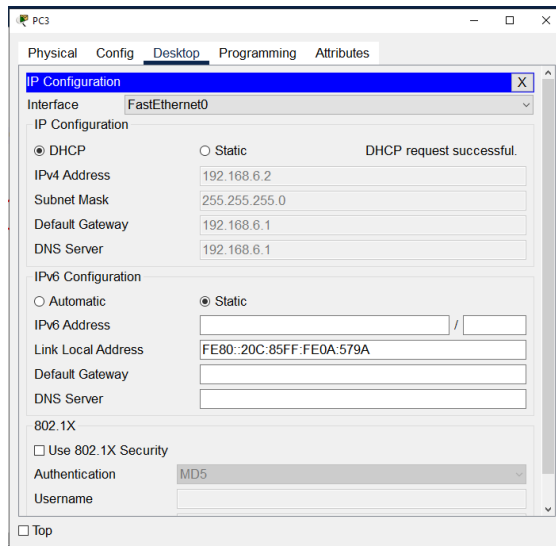 PC3
Physical Config Desktop Programming Attributes
IP Configuration X
Interface FastEthernet0
IP Configuration
DHCP Static DHCP request successful.
IPv4 Address 192.168.6.2
Subnet Mask 255.255.255.0
Default Gateway 192.168.6.1
DNS Server 192.168.6.1
IPv6 Configuration
Automatic Static
IPv6 Address /
Link Local Address FE80::20C:85FF:FE0A:579A
Default Gateway
DNS Server
802.1X
Use 802.1X Security
Authentication MD5
Username
Top